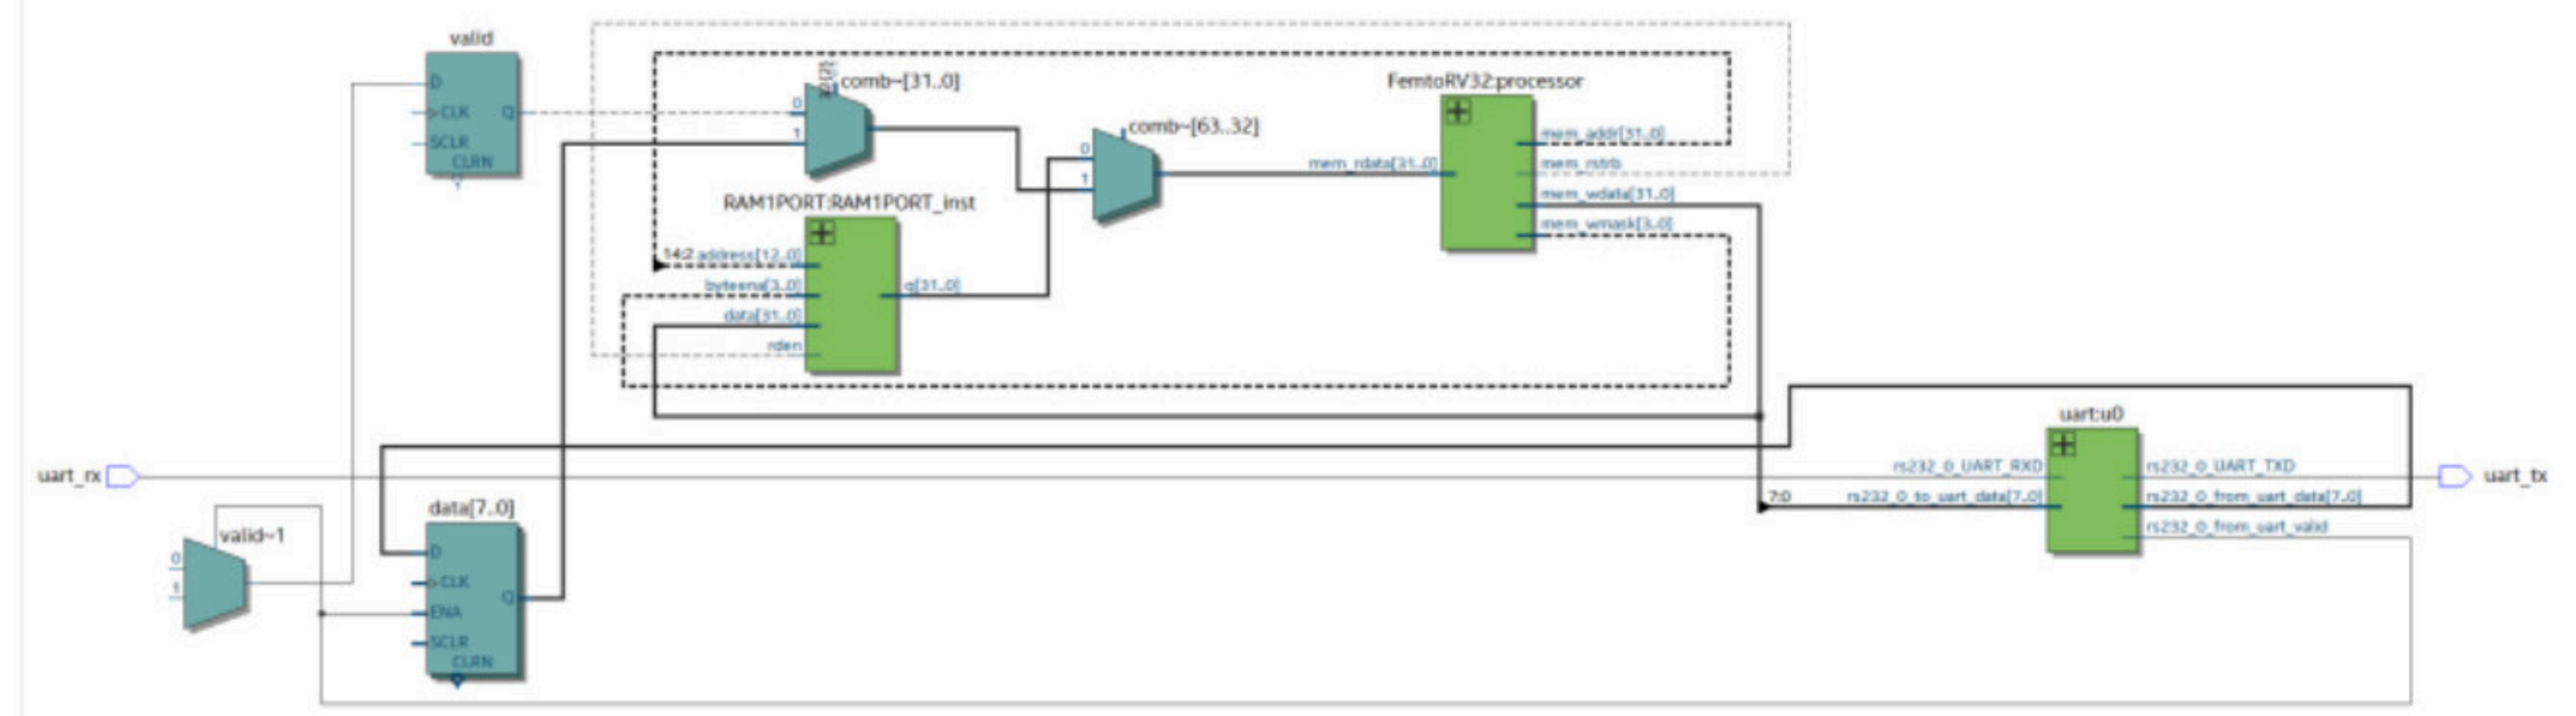 valid
D
CLK
SCLR
CLRN
Q
comb~[31..0]
0
1
comb~[63..32]
0
1
FemtoRV32:processor
mem_rdata[31..0]
mem_addr[31..0]
mem_rstrb
mem_wdata[31..0]
mem_wmask[3..0]
RAM1PORT:RAM1PORT_inst
14:2
address[12..0]
byteena[3..0]
data[31..0]
rden
q[31..0]
uart_rx
valid~1
0
1
data[7..0]
D
CLK
ENA
SCLR
CLRN
Q
uart:u0
rs232_0_UART_RXD
7:0
rs232_0_to_uart_data[7..0]
rs232_0_UART_TXD
rs232_0_from_uart_data[7..0]
rs232_0_from_uart_valid
uart_tx